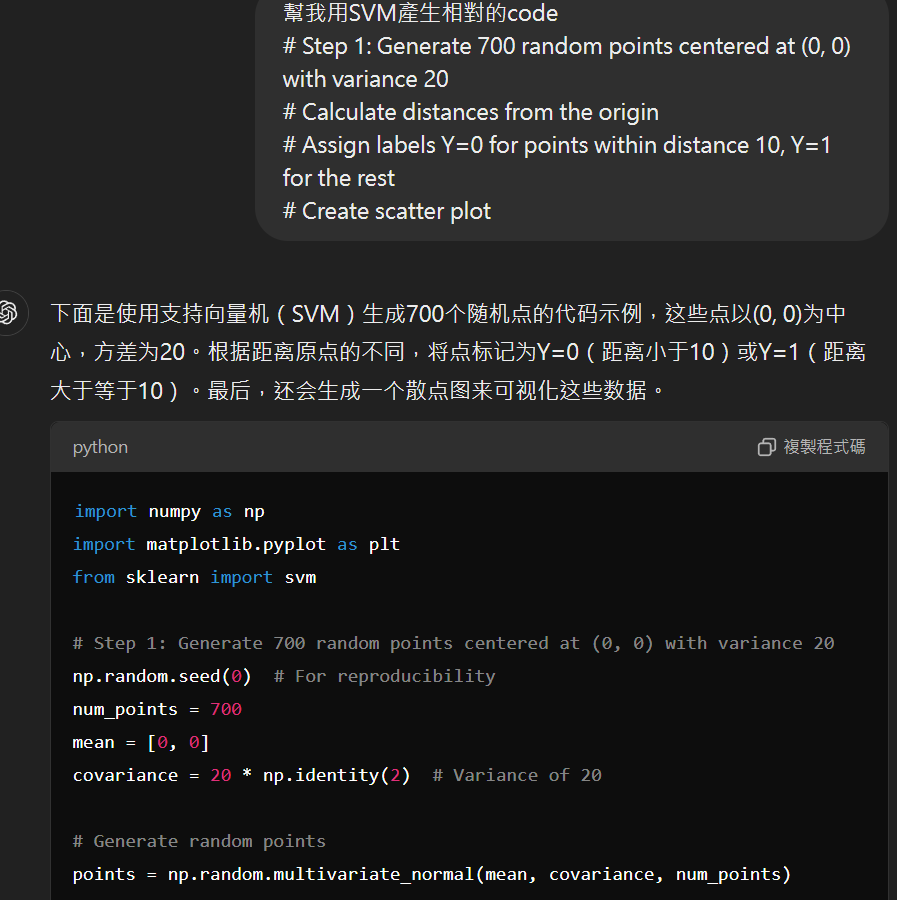 幫我用SVM產生相對的code
# Step 1: Generate 700 random points centered at (0, 0)
with variance 20
# Calculate distances from the origin
# Assign labels Y=0 for points within distance 10, Y=1
for the rest
# Create scatter plot
下面是使用支持向量机（SVM）生成700个随机点的代码示例，这些点以(0, 0)为中
心，方差为20。根据距离原点的不同，将点标记为Y=0（距离小于10）或Y=1（距离
大于等于10）。最后，还会生成一个散点图来可视化这些数据。
python 複製程式碼
import numpy as np
import matplotlib.pyplot as plt
from sklearn import svm
# Step 1: Generate 700 random points centered at (0, 0) with variance 20
np.random.seed(0)  # For reproducibility
num_points = 700
mean = [0, 0]
covariance = 20 * np.identity(2)  # Variance of 20
# Generate random points
points = np.random.multivariate_normal(mean, covariance, num_points)